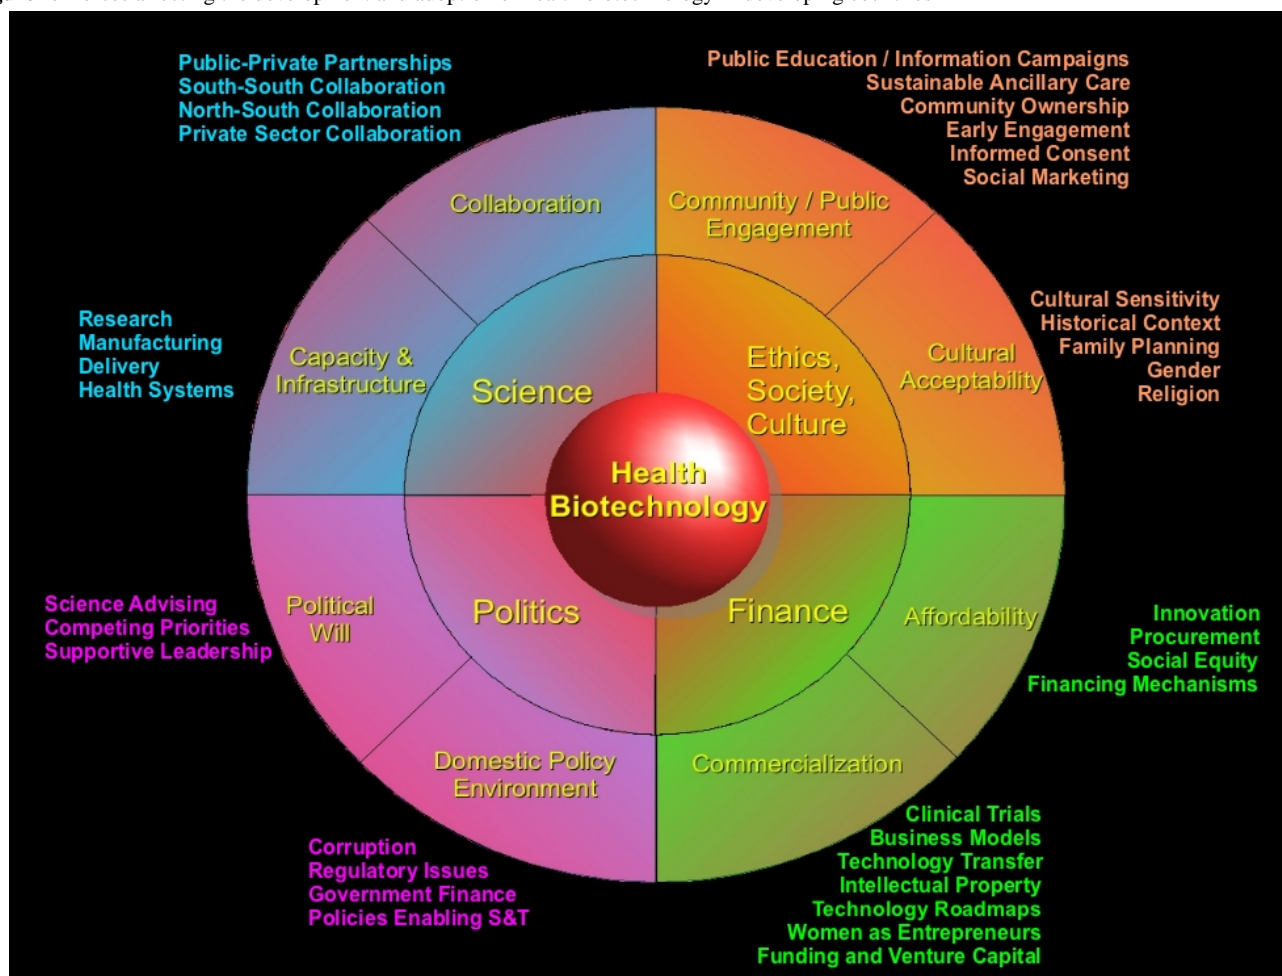 Public-Private Partnerships
South-South Collaboration
North-South Collaboration
Private Sector Collaboration
Public Education / Information Campaigns
Sustainable Ancillary Care
Community Ownership
Early Engagement
Informed Consent
Social Marketing
Collaboration
Community / Public
Engagement
Research
Manufacturing
Delivery
Health Systems
Capacity &
Infrastructure
Science
Ethics,
Society,
Culture
Cultural
Acceptability
Cultural Sensitivity
Historical Context
Family Planning
Gender
Religion
Health
Biotechnology
Science Advising
Competing Priorities
Supportive Leadership
Political
Will
Politics
Finance
Affordability
Innovation
Procurement
Social Equity
Financing Mechanisms
Domestic Policy
Environment
Commercialization
Corruption
Regulatory Issues
Government Finance
Policies Enabling S&T
Clinical Trials
Business Models
Technology Transfer
Intellectual Property
Technology Roadmaps
Women as Entrepreneurs
Funding and Venture Capital